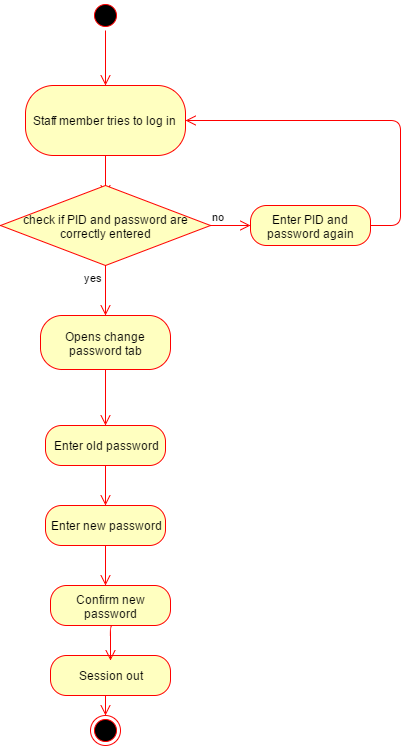 Staff member tries to log in
check if PID and password are
correctly entered
no
Enter PID and
password again
yes
Opens change
password tab
Enter old password
Enter new password
Confirm new
password
Session out